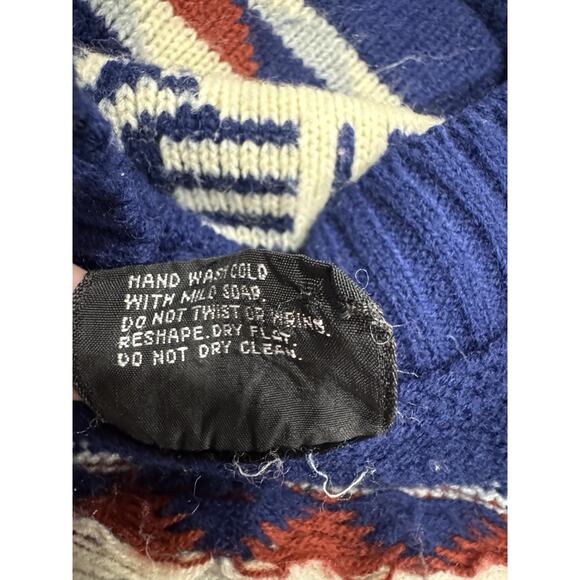 HAND WASH COLD
WITH MILD SOAP.
DO NOT TWIST OR WRING.
RESHAPE.DRY FLAT.
DO NOT DRY CLEAN.